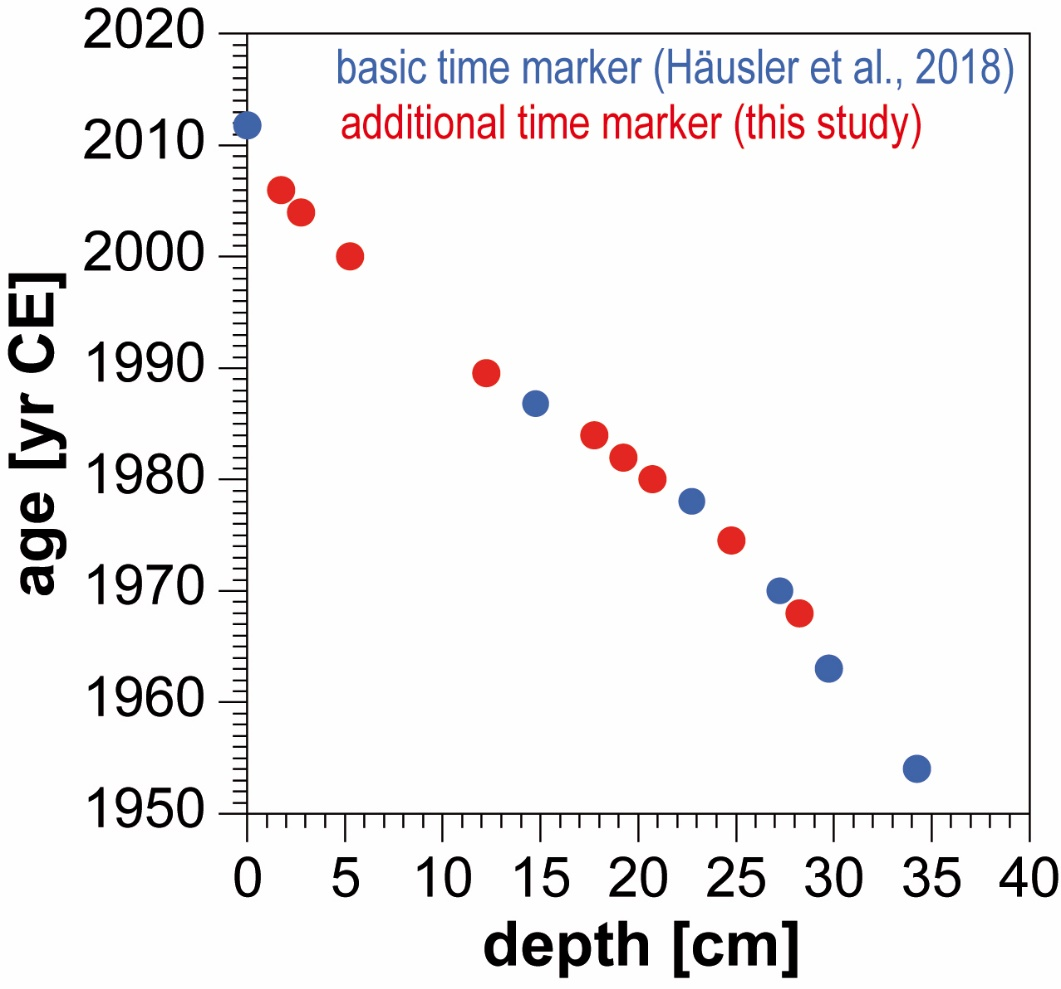 basic time marker (Häusler et al., 2018)
additional time marker (this study)
2020
2010
2000
1990
1980
1970
1960
1950
age [yr CE]
0 5 10 15 20 25 30 35 40
depth [cm]